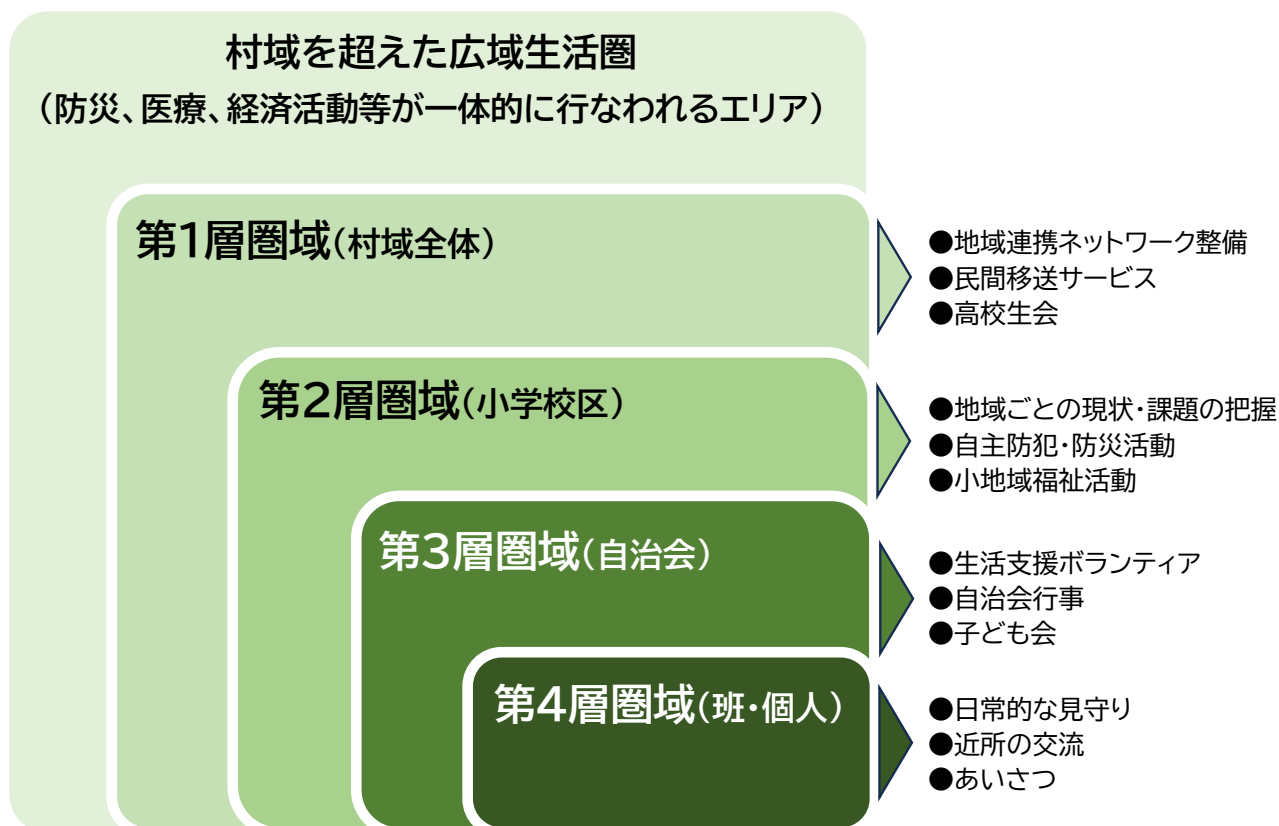 村域を超えた広域生活圏
（防災、医療、経済活動等が一体的に行なわれるエリア）
第1層圏域（村域全体）
●地域連携ネットワーク整備
●民間移送サービス
●高校生会
第2層圏域（小学校区）
●地域ごとの現状・課題の把握
●自主防犯・防災活動
●小地域福祉活動
第3層圏域（自治会）
●生活支援ボランティア
●自治会行事
●子ども会
第4層圏域（班・個人）
●日常的な見守り
●近所の交流
●あいさつ